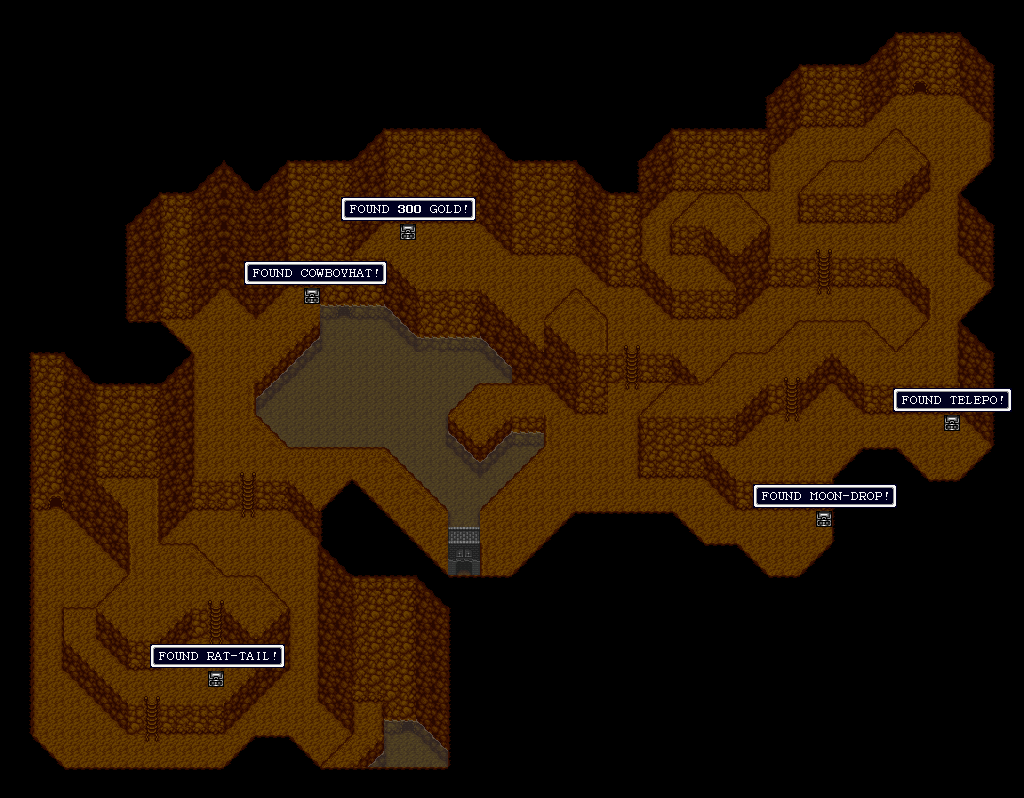 FOUND 300 GOLD!
FOUND COWBOYHAT!
FOUND TELEPO!
FOUND MOON-DROP!
FOUND RAT-TAIL!